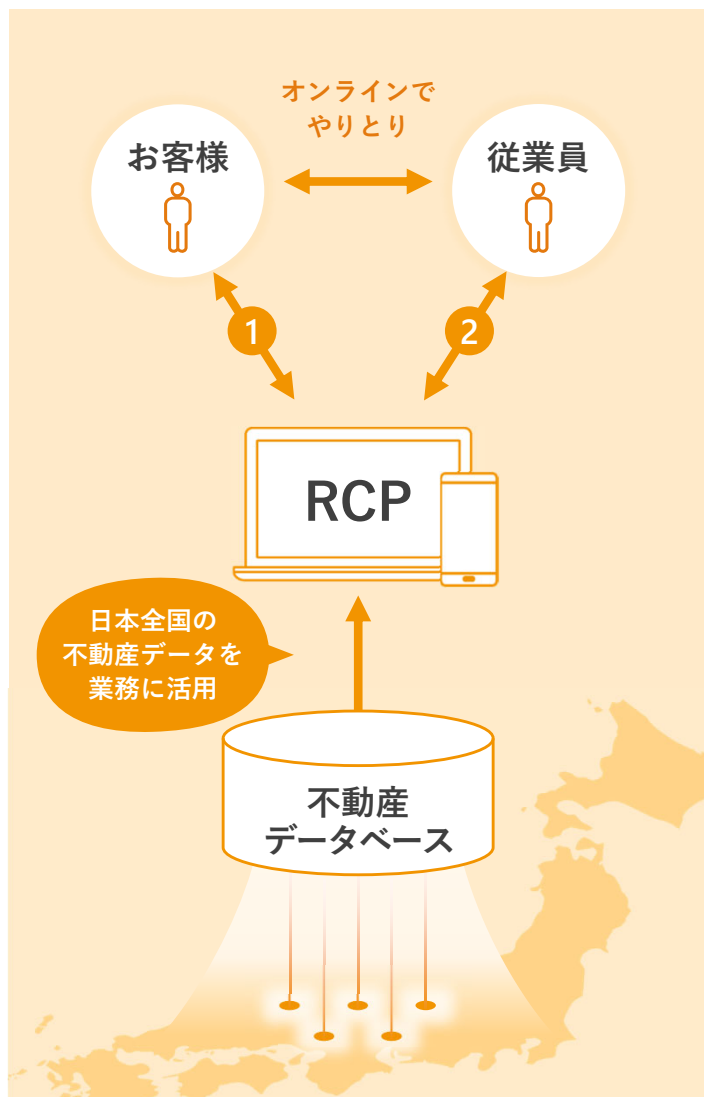 オンラインで
やりとり
お客様
従業員
1
2
RCP
日本全国の
不動産データを
業務に活用
不動産
データベース